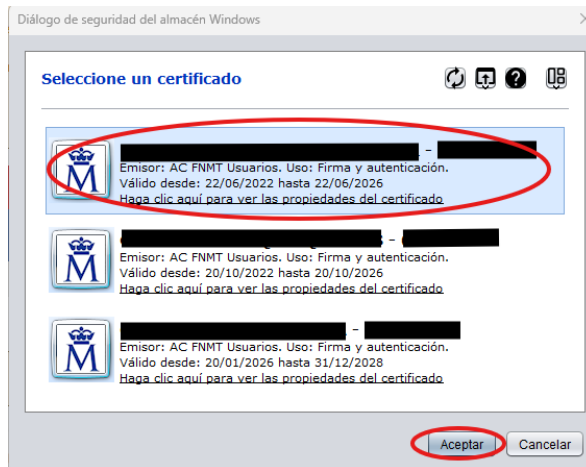 Diálogo de seguridad del almacén Windows
Seleccione un certificado
Emisor: AC FNMT Usuarios. Uso: Firma y autenticación.
Válido desde: 22/06/2022 hasta 22/06/2026
Haga clic aquí para ver las propiedades del certificado
Emisor: AC FNMT Usuarios. Uso: Firma y autenticación.
Válido desde: 20/10/2022 hasta 20/10/2026
Haga clic aquí para ver las propiedades del certificado
Emisor: AC FNMT Usuarios. Uso: Firma y autenticación.
Válido desde: 20/01/2026 hasta 31/12/2028
Haga clic aquí para ver las propiedades del certificado
Aceptar
Cancelar